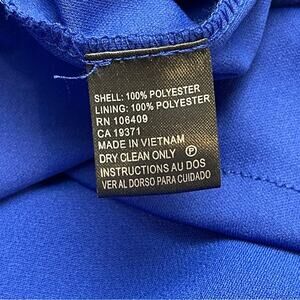 SHELL: 100% POLYESTER
LINING: 100% POLYESTER
RN 106409
CA 19371
MADE IN VIETNAM
DRY CLEAN ONLY Ⓟ
INSTRUCTIONS AU DOS
VER AL DORSO PARA CUIDADO